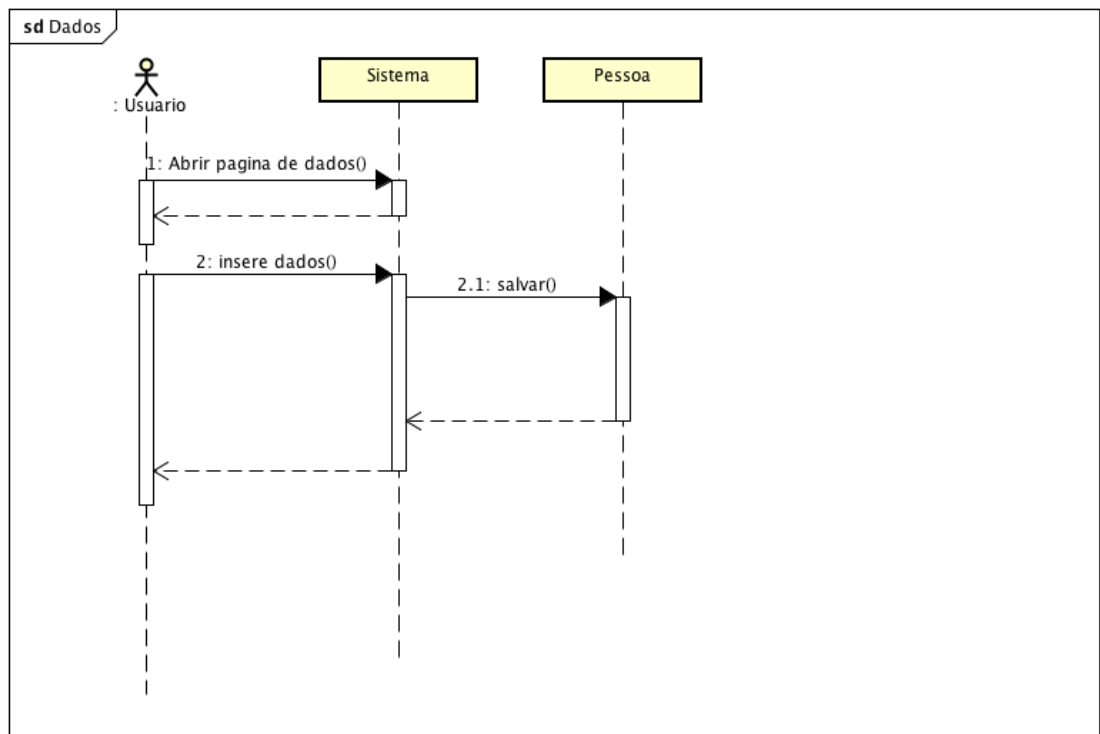 sd Dados
: Usuario
Sistema
Pessoa
1: Abrir pagina de dados()
2: insere dados()
2.1: salvar()